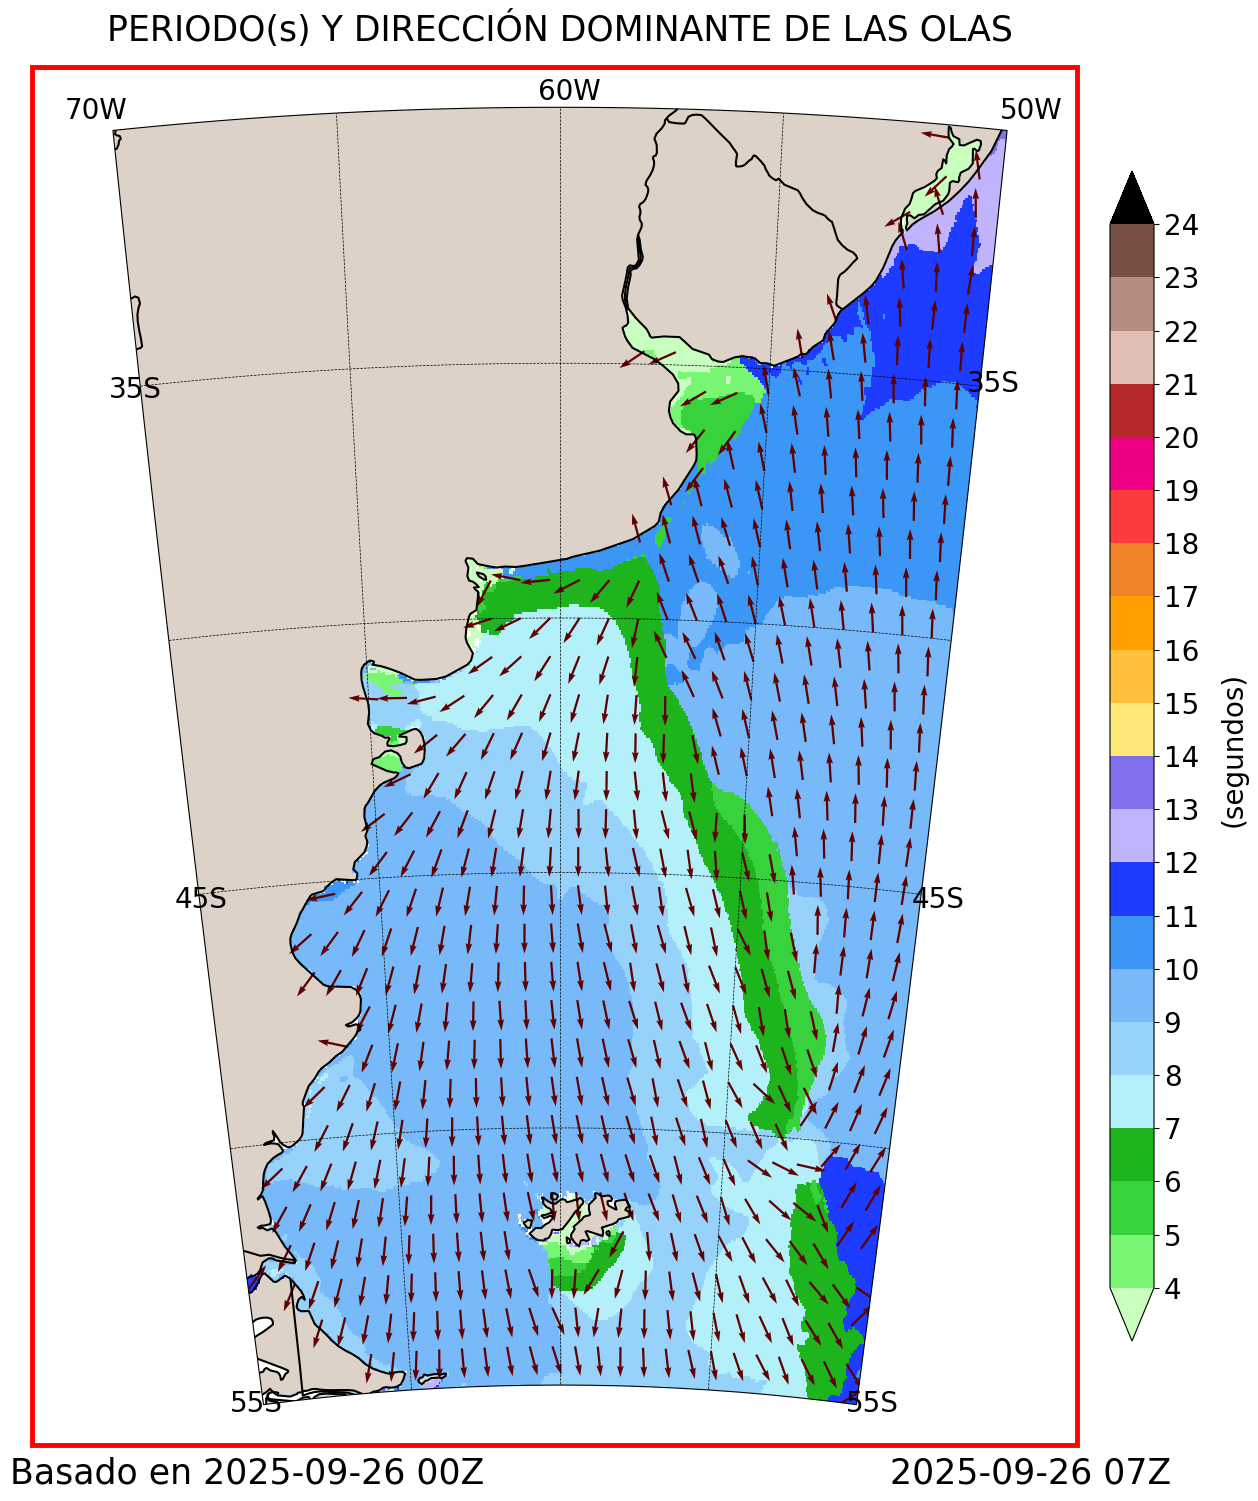 PERIODO(s) Y DIRECCIÓN DOMINANTE DE LAS OLAS
70W
60W
50W
35S
35S
45S
45S
55S
55S
24
23
22
21
20
19
18
17
16
15
14
13
12
11
10
9
8
7
6
5
4
(segundos)
Basado en 2025-09-26 00Z
2025-09-26 07Z